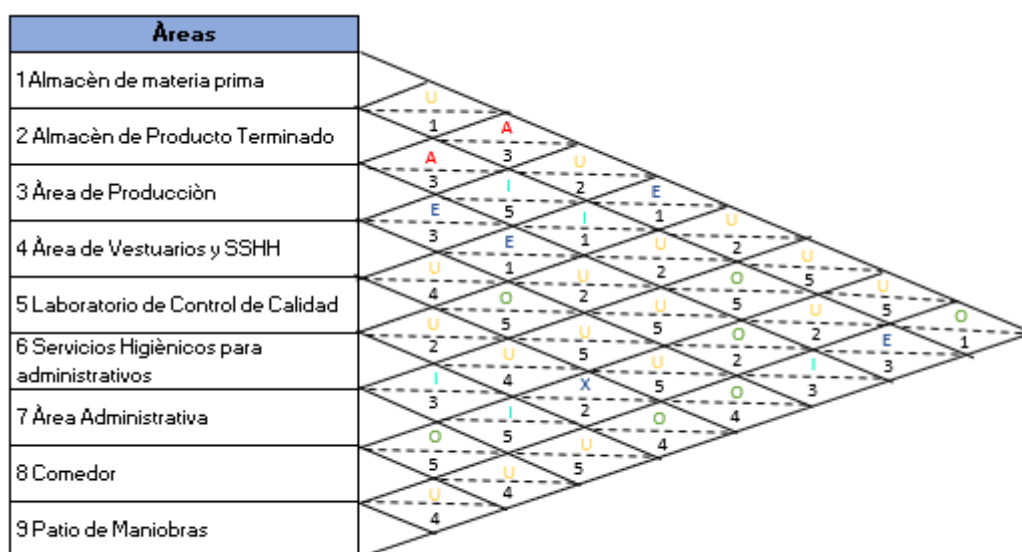 Àreas
1 Almacèn de materia prima
2 Almacèn de Producto Terminado
3 Àrea de Producciòn
4 Àrea de Vestuarios y SSHH
5 Laboratorio de Control de Calidad
6 Servicios Higiènicos para
administrativos
7 Àrea Administrativa
8 Comedor
9 Patio de Maniobras
U
1 A
A 3 U
3 I 2 E
E 5 I 1 U
3 E 1 U 2 U
U 1 U 2 O 5 U
4 O 2 U 5 U 5 O
U 5 U 5 O 2 E 1
2 U 5 U 2 I 3
I 4 X 5 O 3
3 I 2 O 4
O 5 U 4
5 U 5
U 4
4